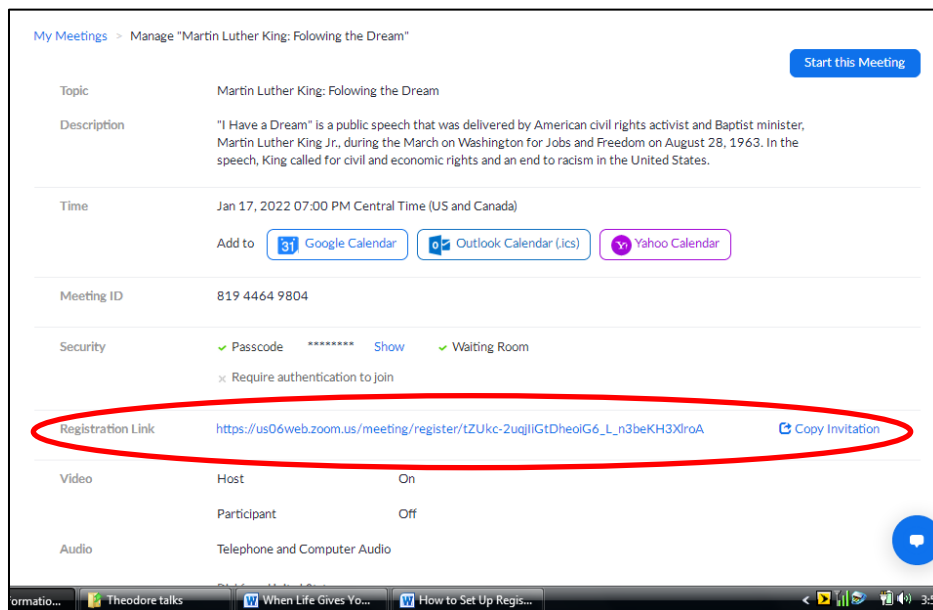 My Meetings > Manage "Martin Luther King: Folowing the Dream"
Start this Meeting
Topic Martin Luther King: Folowing the Dream
Description "I Have a Dream" is a public speech that was delivered by American civil rights activist and Baptist minister,
Martin Luther King Jr., during the March on Washington for Jobs and Freedom on August 28, 1963. In the
speech, King called for civil and economic rights and an end to racism in the United States.
Time Jan 17, 2022 07:00 PM Central Time (US and Canada)
Add to 31 Google Calendar Outlook Calendar (.ics) Yahoo Calendar
Meeting ID 819 4464 9804
Security Passcode ******** Show Waiting Room
Require authentication to join
Registration Link https://us06web.zoom.us/meeting/register/tZUkc-2uqjIiGtDheoiG6_L_n3beKH3XlroA Copy Invitation
Video Host On
Participant Off
Audio Telephone and Computer Audio
ormatio... Theodore talks When Life Gives Yo... How to Set Up Regis... 3:5